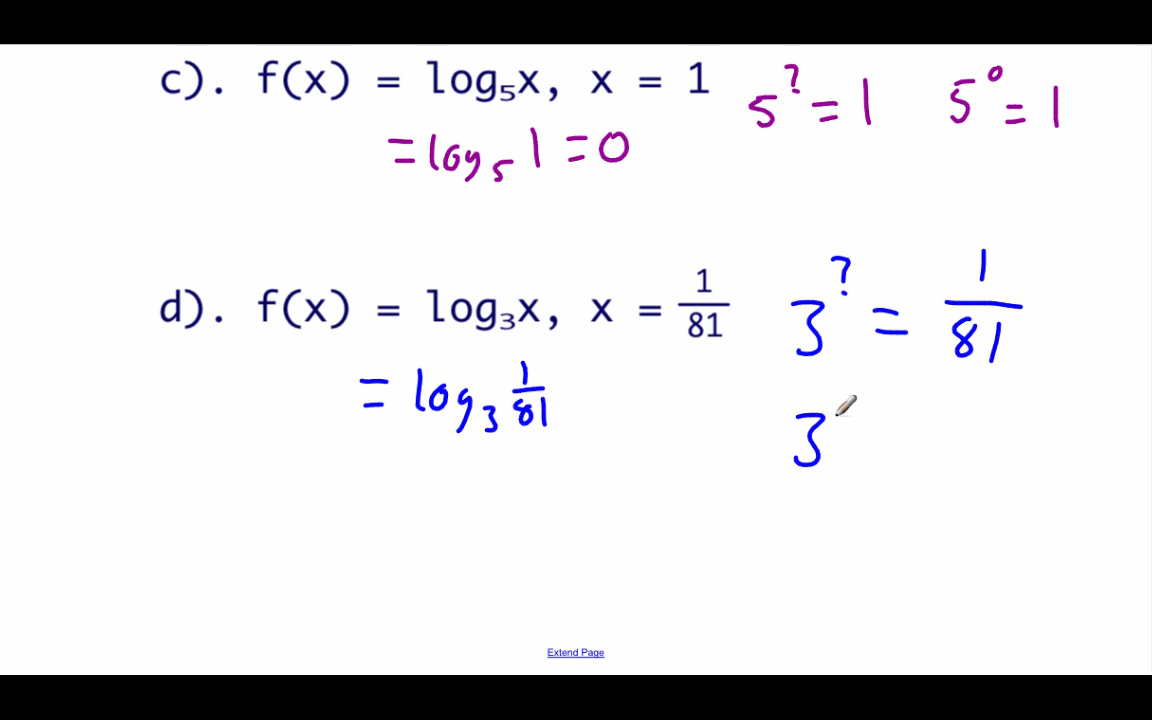 c). f(x) = log₅x, x = 1 5^? = 1 5⁰ = 1
= log₅ 1 = 0
d). f(x) = log₃x, x = 1/81 3^? = 1/81
= log₃ 1/81 3
Extend Page